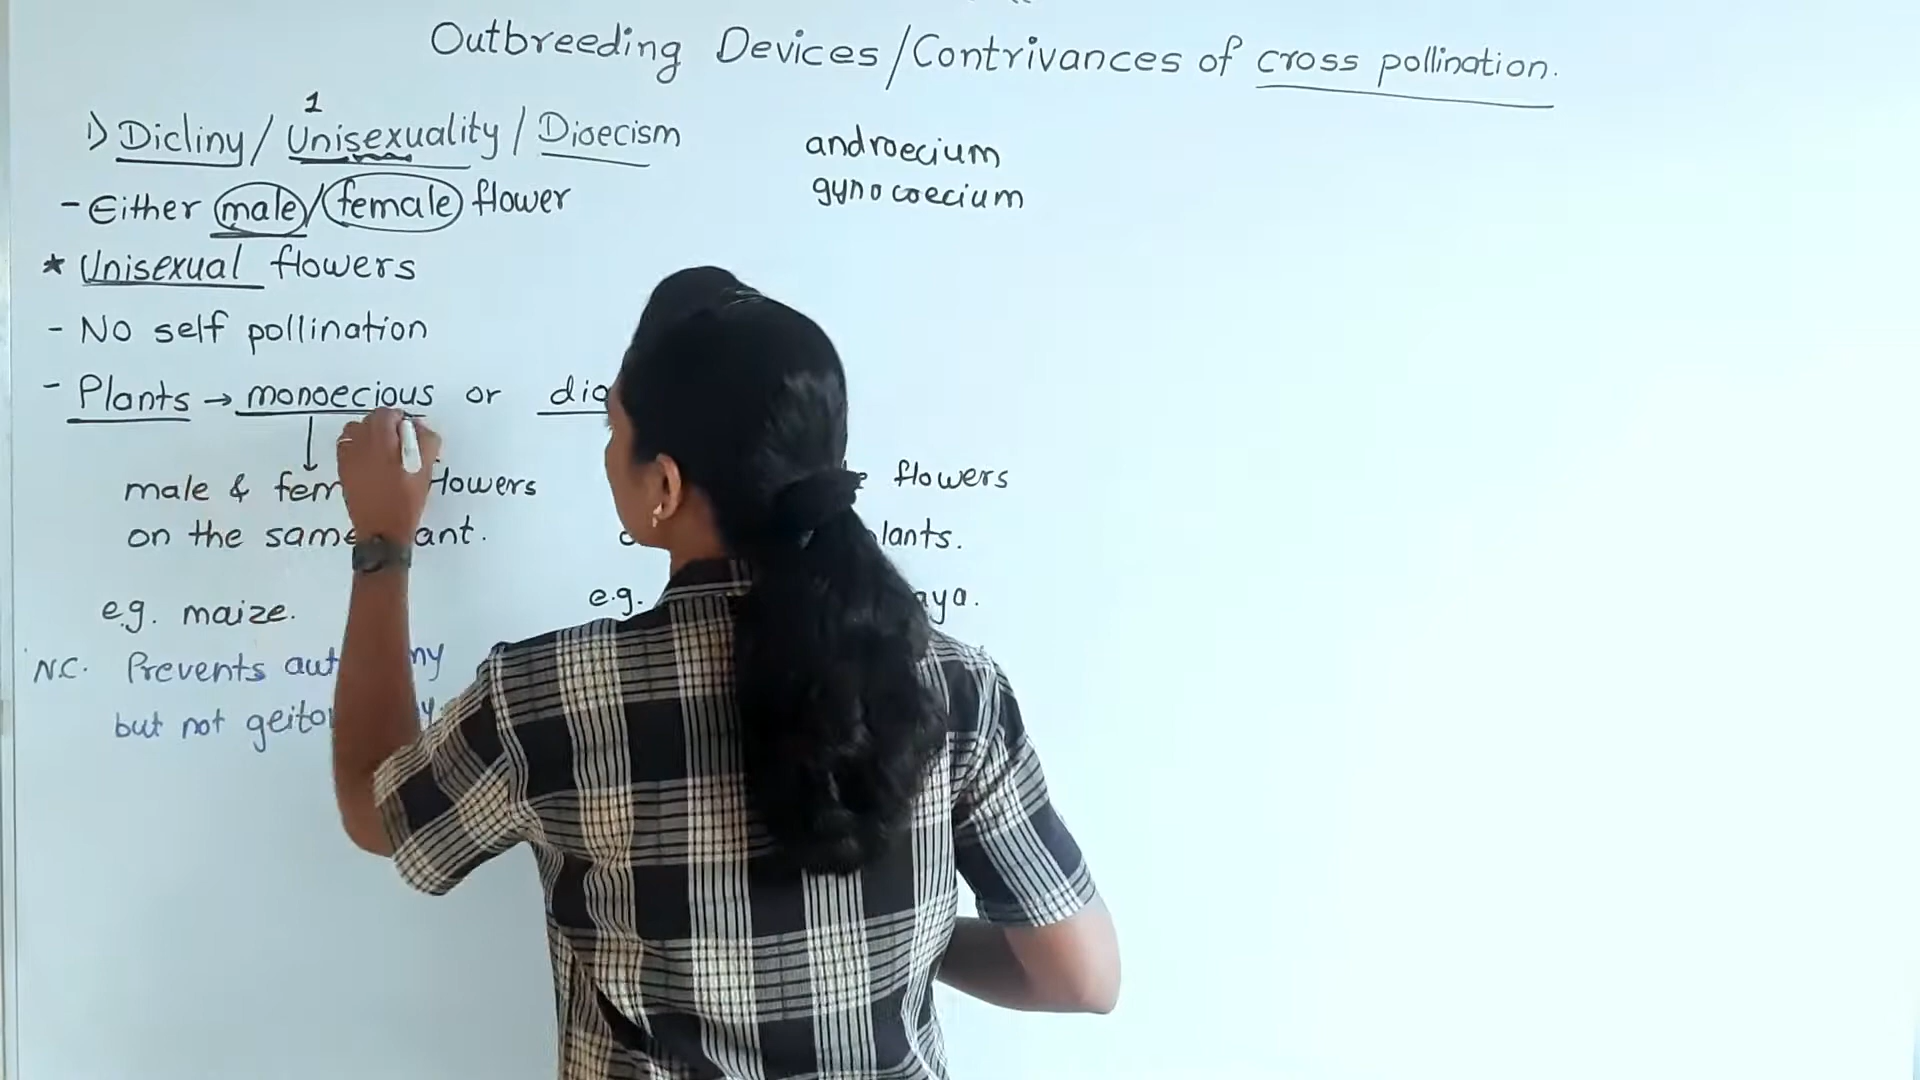 Outbreeding Devices/Contrivances of cross pollination.
1
1) Dicliny/Unisexuality/Dioecism
- Either male/female flower
* Unisexual flowers
- No self pollination
- Plants → monoecious or
male & flowers
on the same
e.g. maize.
N.C. Prevents
but not
androecium
gynocoecium
flowers
e.g.